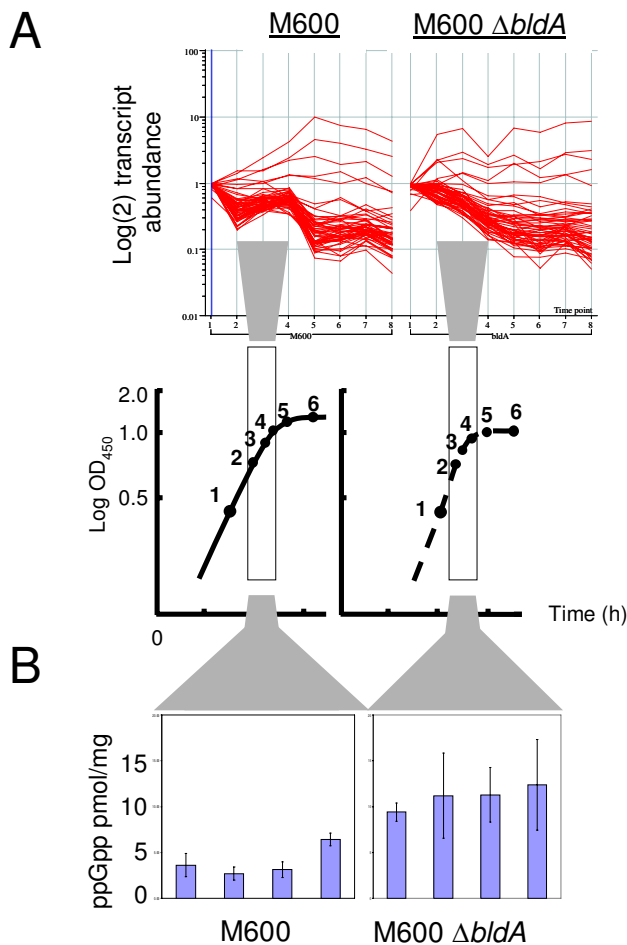 A
M600
M600 ΔbldA
Log(2) transcript
abundance
100
10
1
0.1
0.01
Time point
1 2 4 5 6 7 8 1 2 4 5 6 7 8
M600 bldA
Log OD450
2.0
1.0
0.5
1 2 3 4 5 6
1 2 3 4 5 6
0
Time (h)
B
ppGpp pmol/mg
15
10
5
0
M600
M600 ΔbldA